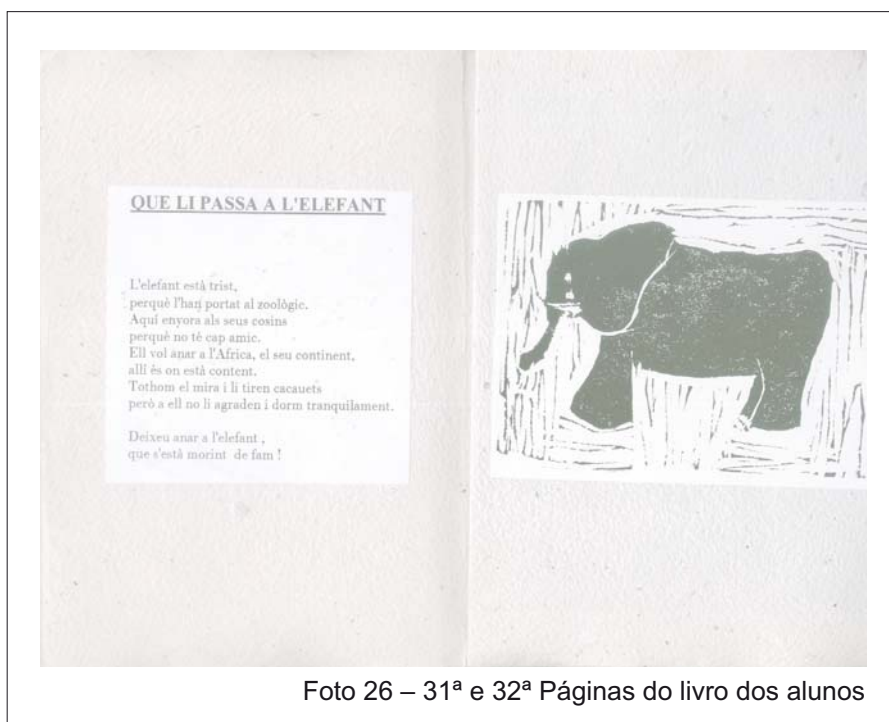 QUE LI PASSA A L'ELEFANT
L'elefant està trist,
perquè l'han portat al zoològic.
Aquí enyora als seus cosins
perquè no té cap amic.
Ell vol anar a l'Africa, el seu continent,
allí és on està content.
Tothom el mira i li tiren cacauets
però a ell no li agraden i dorm tranquilament.
Deixeu anar a l'elefant ,
que s'està morint de fam !
Foto 26 – 31ª e 32ª Páginas do livro dos alunos